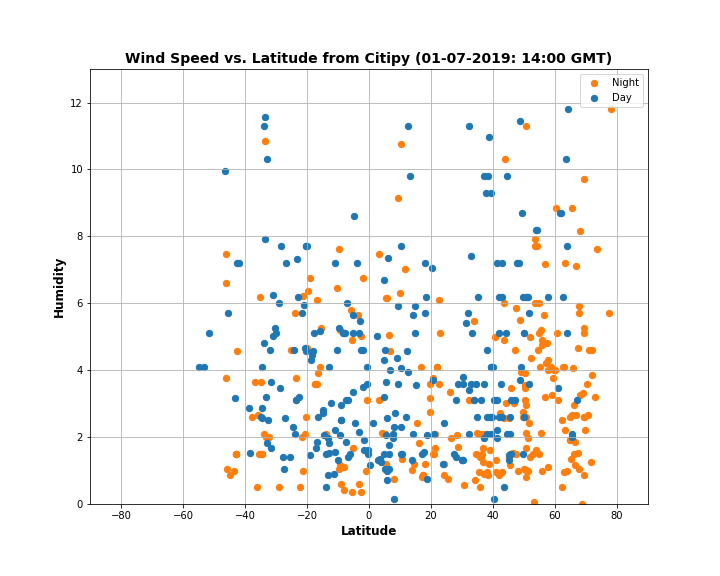 Wind Speed vs. Latitude from Citipy (01-07-2019: 14:00 GMT)
Night
Day
12
10
8
6
4
2
0
Humidity
−80 −60 −40 −20 0 20 40 60 80
Latitude